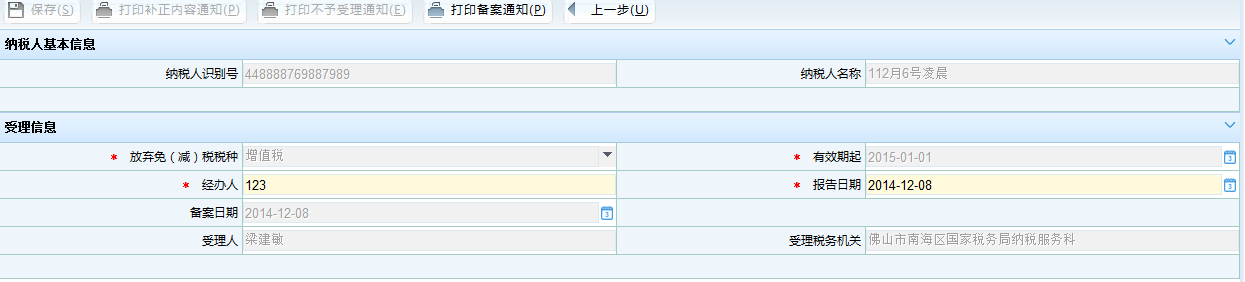 保存(S) 打印补正内容通知(P) 打印不予受理通知(E) 打印备案通知(P) 上一步(U)
纳税人基本信息
纳税人识别号 448888769887989 纳税人名称 112月6号凌晨
受理信息
* 放弃免（减）税税种 增值税 * 有效期起 2015-01-01
* 经办人 123 * 报告日期 2014-12-08
备案日期 2014-12-08
受理人 梁建敏 受理税务机关 佛山市南海区国家税务局纳税服务科